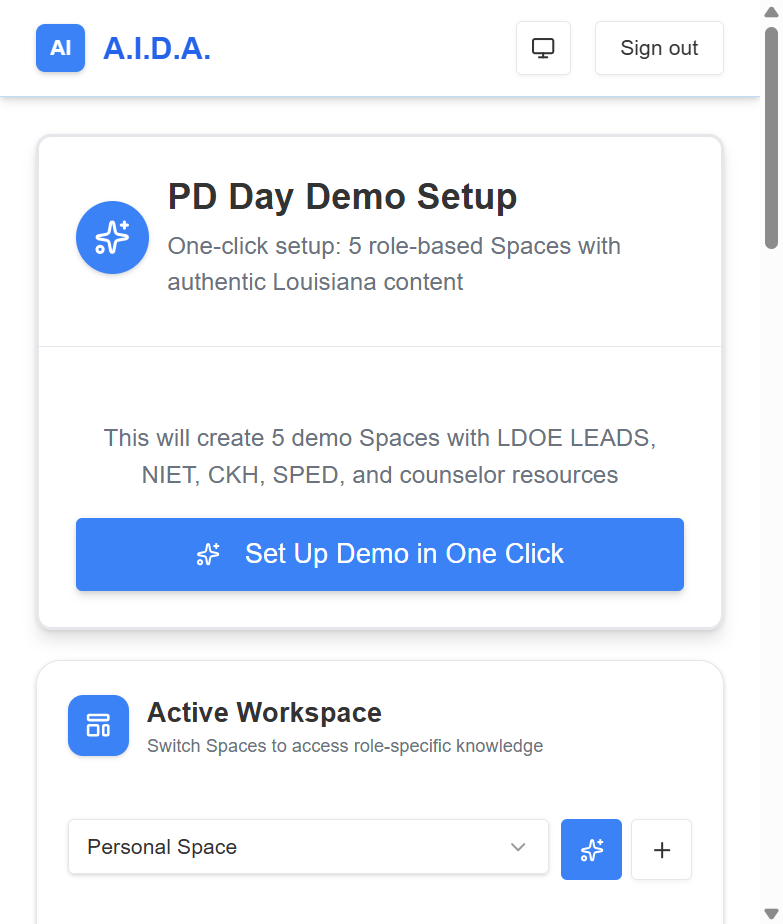 AI
A.I.D.A.
Sign out
PD Day Demo Setup
One-click setup: 5 role-based Spaces with
authentic Louisiana content
This will create 5 demo Spaces with LDOE LEADS,
NIET, CKH, SPED, and counselor resources
Set Up Demo in One Click
Active Workspace
Switch Spaces to access role-specific knowledge
Personal Space